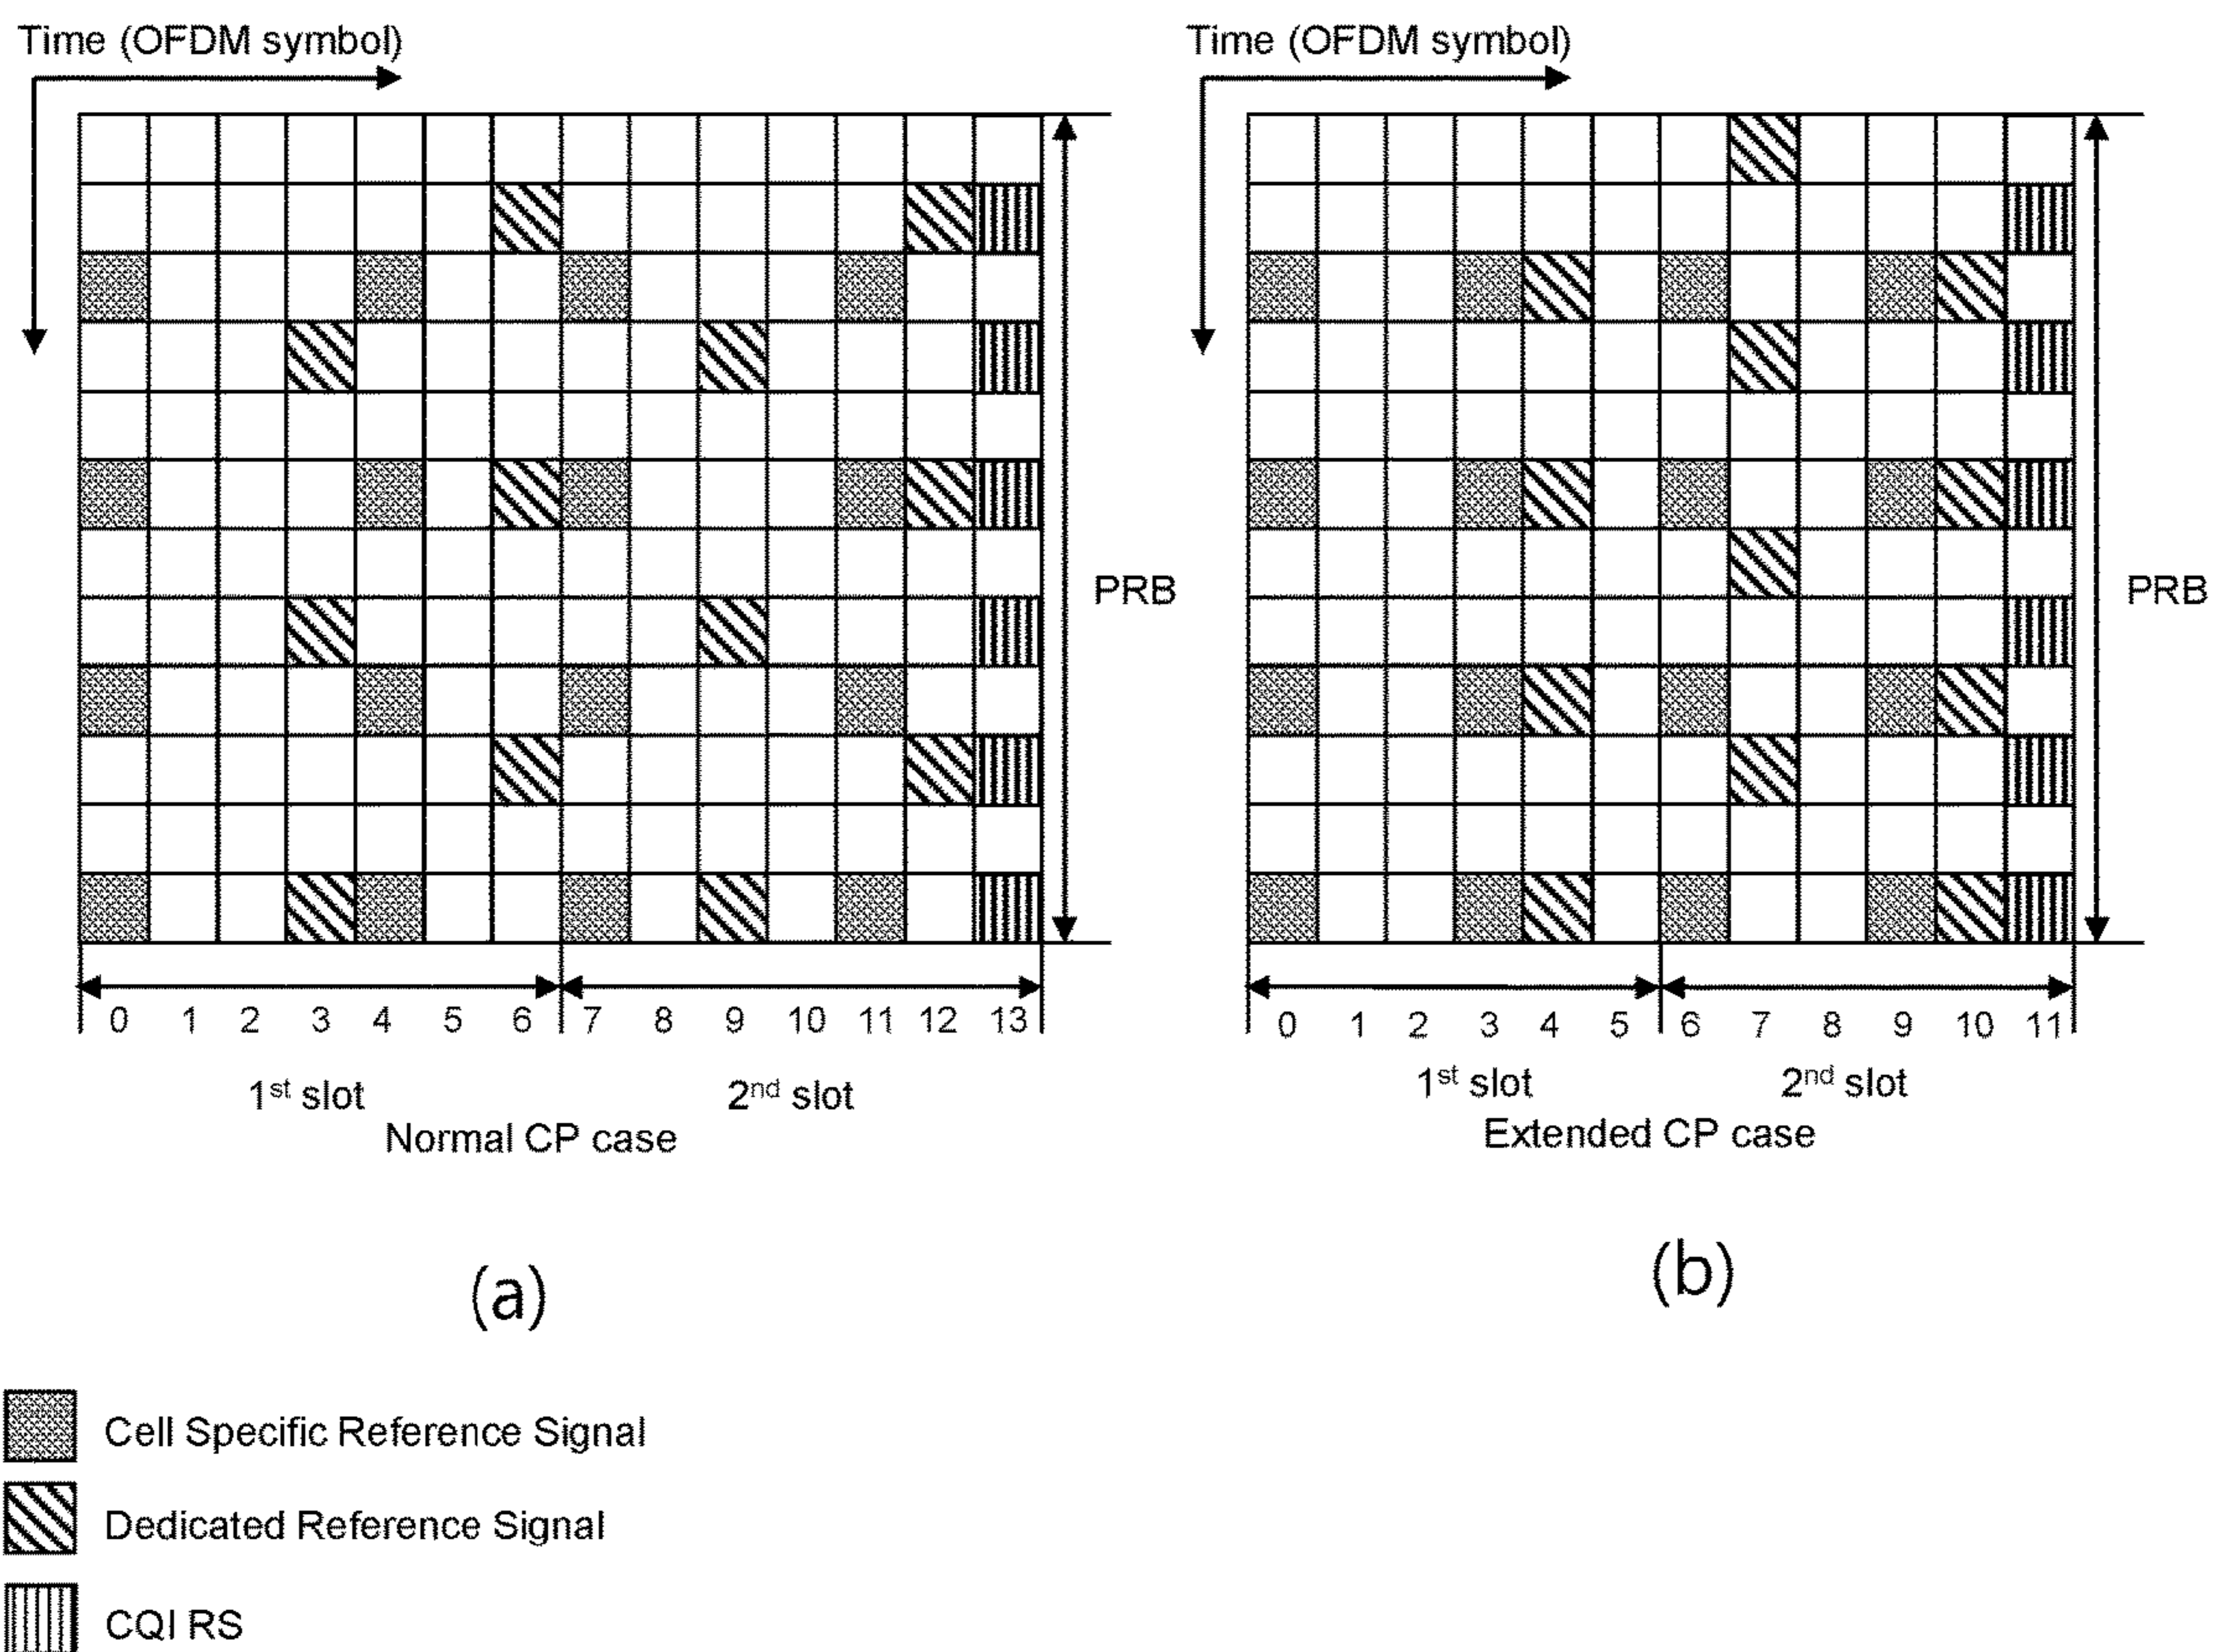 Time (OFDM symbol)
PRB
0 1 2 3 4 5 6 7 8 9 10 11 12 13
1st slot 2nd slot
Normal CP case
(a)
Time (OFDM symbol)
PRB
0 1 2 3 4 5 6 7 8 9 10 11
1st slot 2nd slot
Extended CP case
(b)
Cell Specific Reference Signal
Dedicated Reference Signal
CQI RS